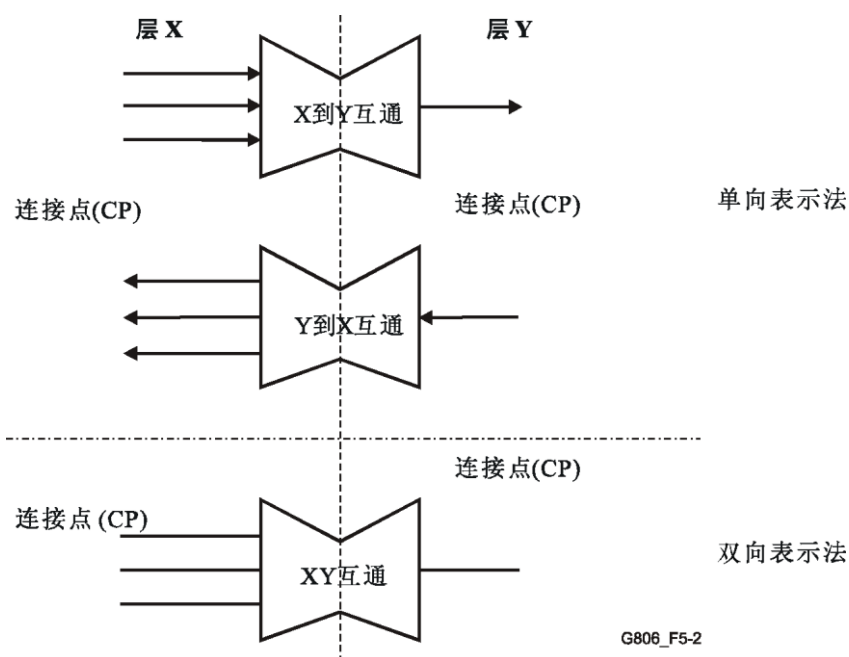 层 X
层 Y
X到Y互通
连接点(CP)
连接点(CP)
单向表示法
Y到X互通
连接点(CP)
连接点 (CP)
XY互通
双向表示法
G806_F5-2